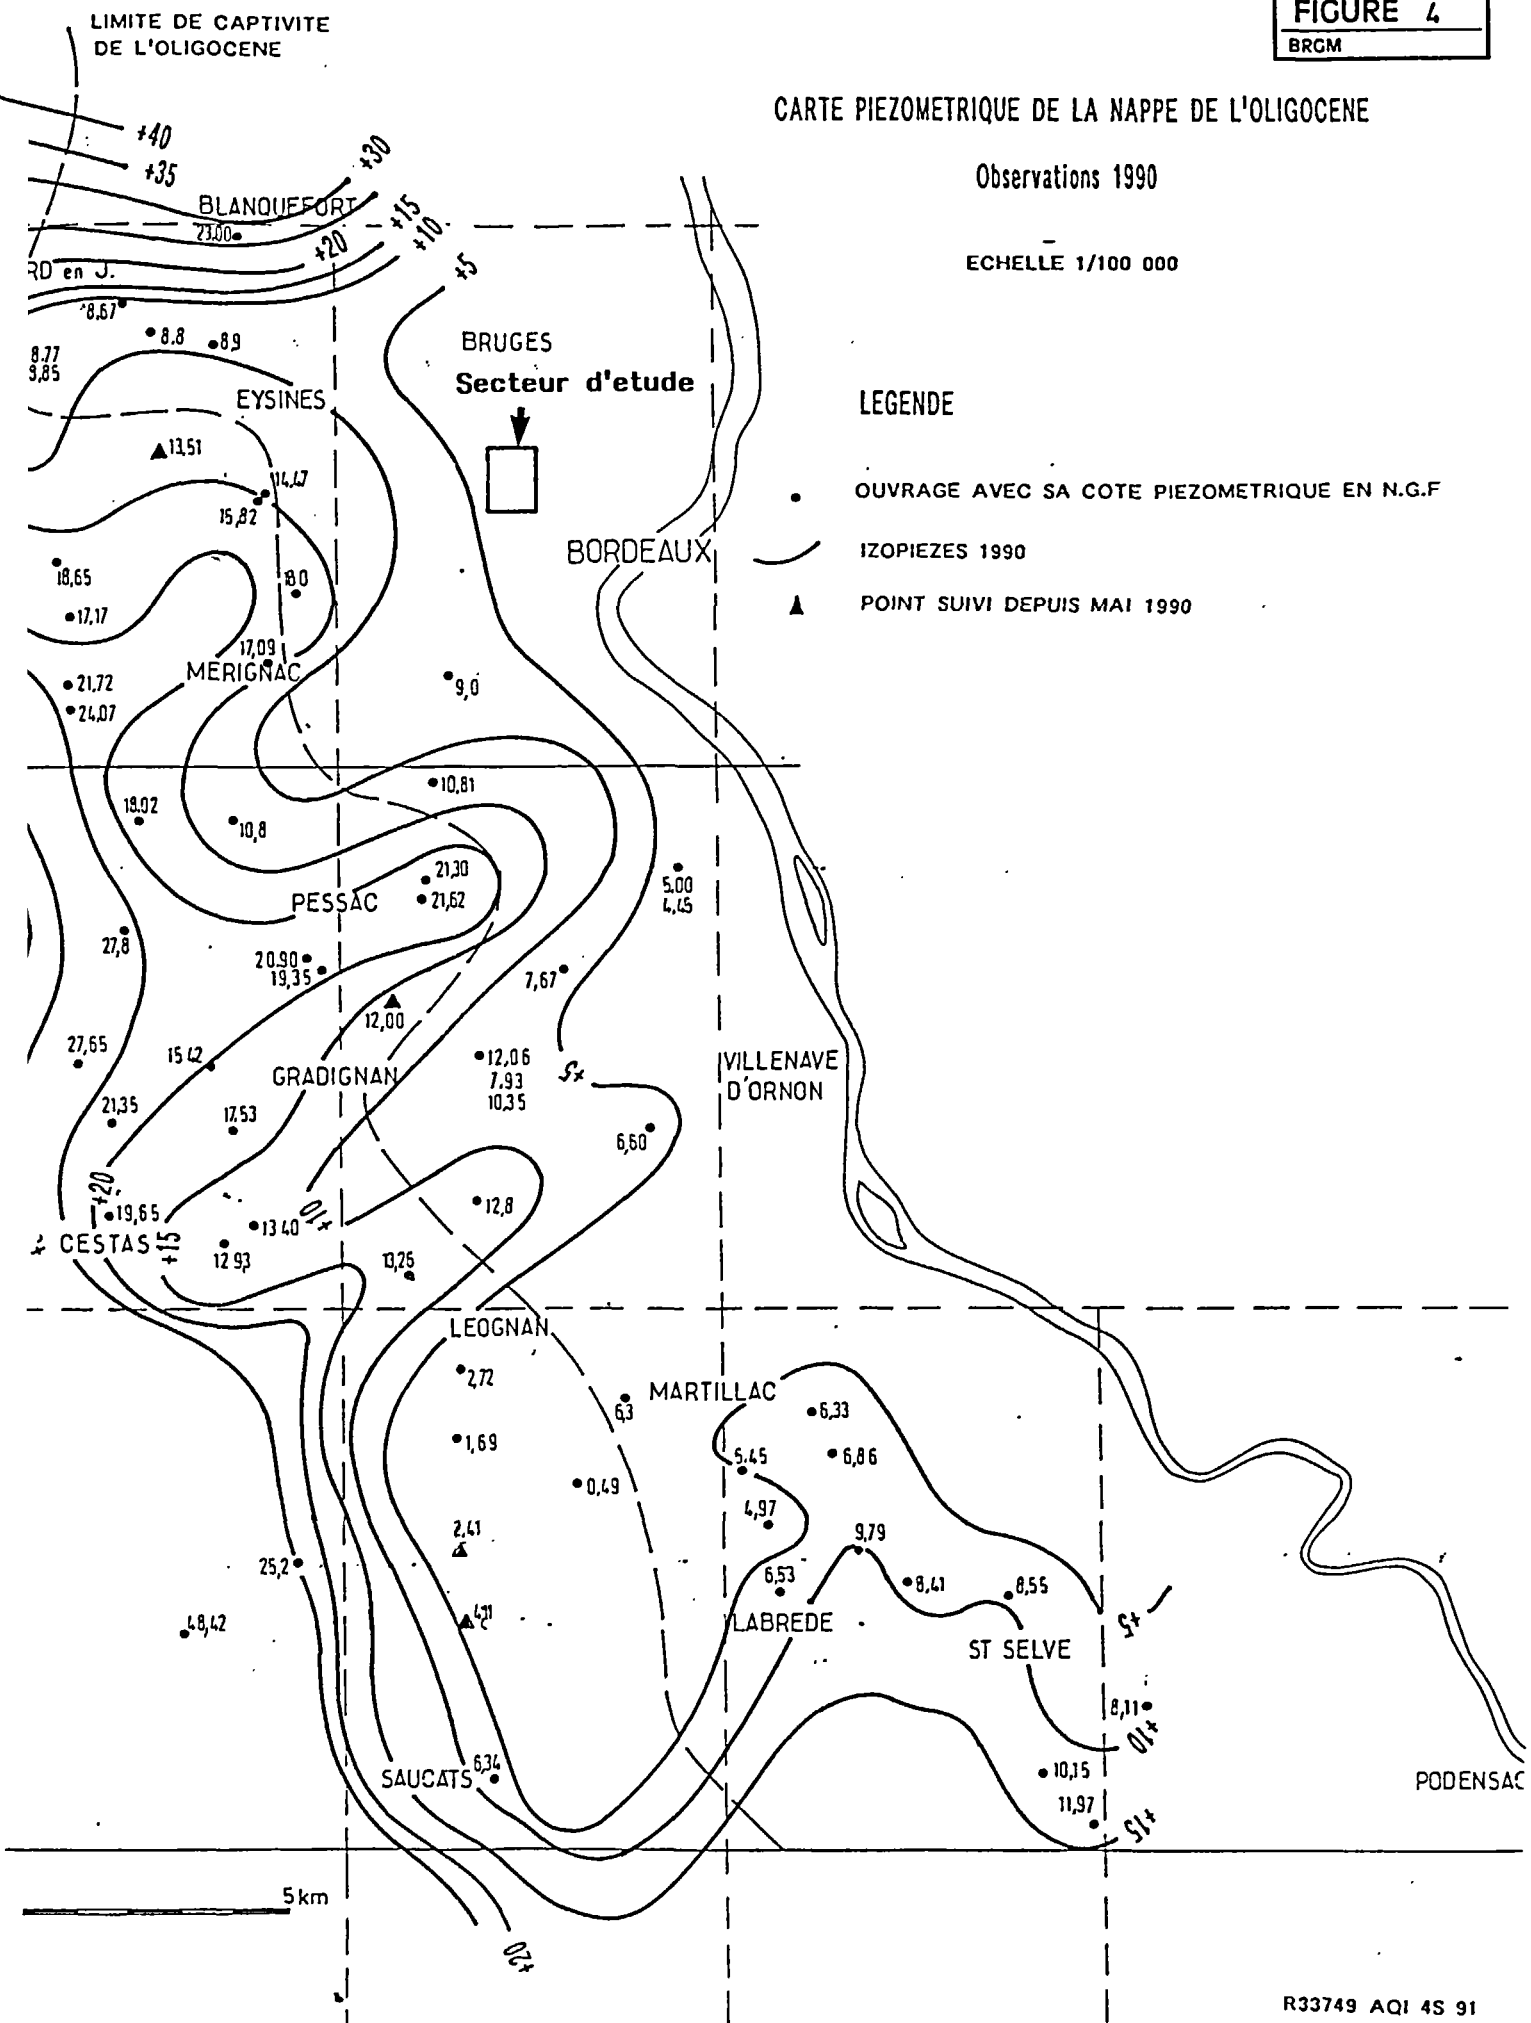 LIMITE DE CAPTIVITE
DE L'OLIGOCENE
FIGURE 4
BRGM
CARTE PIEZOMETRIQUE DE LA NAPPE DE L'OLIGOCENE
Observations 1990
ECHELLE 1/100 000
+40
+35
+30
BLANQUEFORT
23.00
+15
+10
+20
+5
RD en J.
8.67
8.8
8,9
8.77
9,85
BRUGES
Secteur d'etude
EYSINES
LEGENDE
13,51
14,47
15,82
OUVRAGE AVEC SA COTE PIEZOMETRIQUE EN N.G.F
BORDEAUX
IZOPIEZES 1990
18,65
18.0
POINT SUIVI DEPUIS MAI 1990
17,17
17,09
MERIGNAC
21,72
24,07
9,0
10,81
18.02
10,8
21,30
21,62
PESSAC
5.00
4,45
27,8
20.90
19,35
7,67
12,00
27,65
15 42
GRADIGNAN
12,06
7.93
10,35
+5
VILLENAVE
D'ORNON
21,35
17.53
6,60
+20
19,65
13 40
+10
12,8
CESTAS
+15
12 93
13,26
LEOGNAN
2,72
6,3
MARTILLAC
6,33
1,69
5.45
6,86
0,49
4,97
2,41
9,79
25,2
6,53
8,41
8,55
4,11
48,42
LABREDE
+5
ST SELVE
8,11
+10
6,34
SAUCATS
10,15
PODENSAC
11,97
+15
5 km
+20
R33749 AQI 4S 91